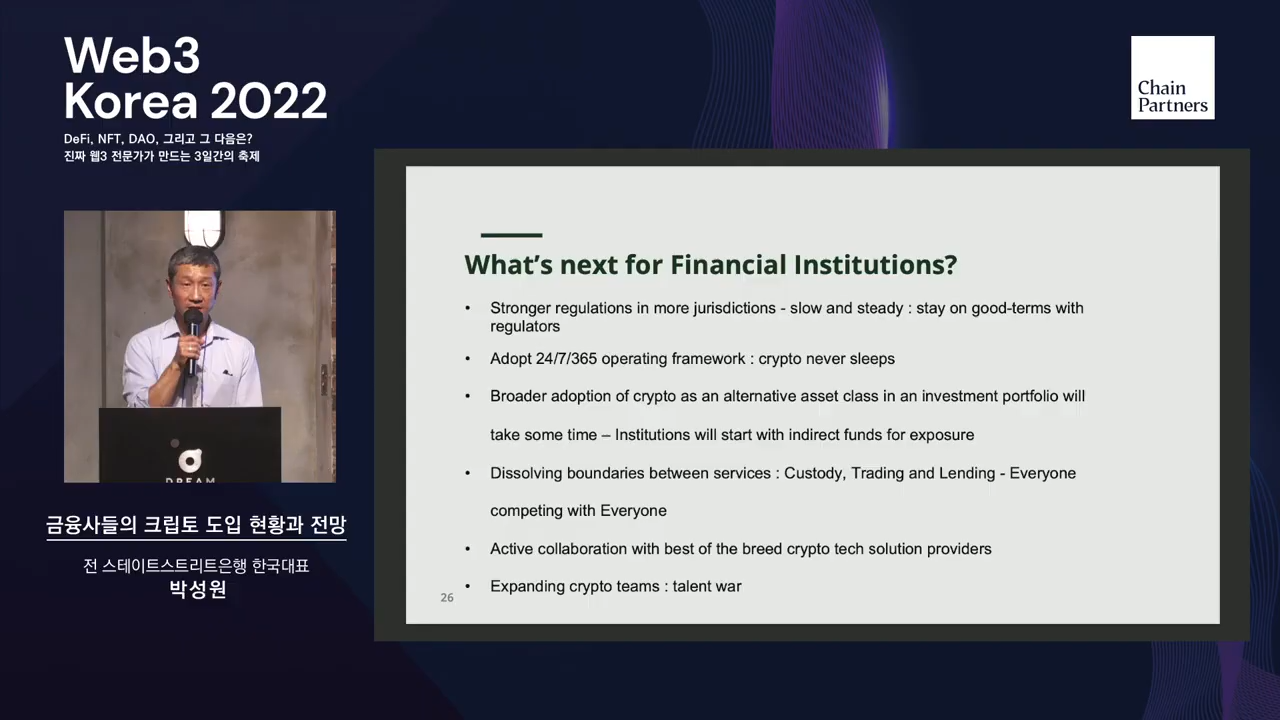 Web3
Korea 2022
DeFi, NFT, DAO, 그리고 그 다음은?
진짜 웹3 전문가가 만드는 3일간의 축제
Chain
Partners
What’s next for Financial Institutions?
• Stronger regulations in more jurisdictions - slow and steady : stay on good-terms with
regulators
• Adopt 24/7/365 operating framework : crypto never sleeps
• Broader adoption of crypto as an alternative asset class in an investment portfolio will
take some time – Institutions will start with indirect funds for exposure
• Dissolving boundaries between services : Custody, Trading and Lending - Everyone
competing with Everyone
• Active collaboration with best of the breed crypto tech solution providers
• Expanding crypto teams : talent war
26
DREAM
금융사들의 크립토 도입 현황과 전망
전 스테이트스트리트은행 한국대표
박성원